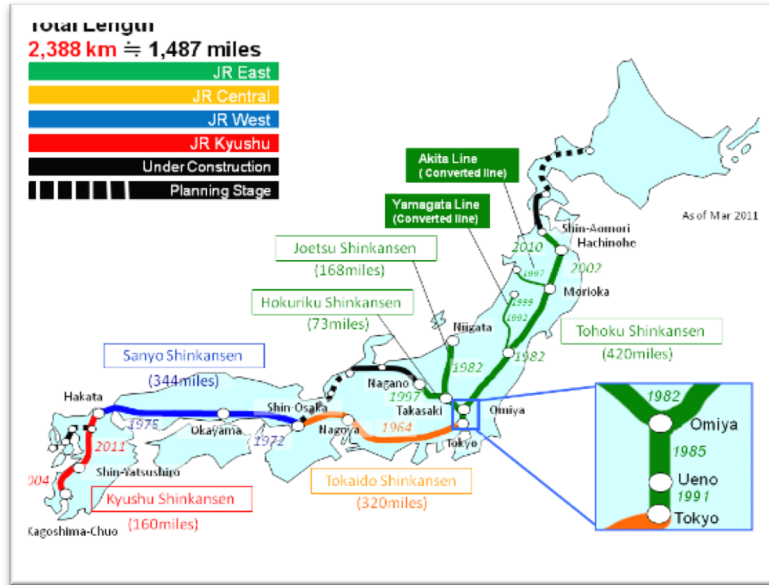 Total Length
2,388 km ≒ 1,487 miles
JR East
JR Central
JR West
JR Kyushu
Under Construction
Planning Stage
Akita Line
( Converted line)
Yamagata Line
(Converted line)
As of Mar 2011
Shin-Aomori
Hachinohe
2010
1997
2002
Joetsu Shinkansen
(168miles)
Morioka
1999
1992
Hokuriku Shinkansen
(73miles)
Niigata
Tohoku Shinkansen
(420miles)
1982
1982
Sanyo Shinkansen
(344miles)
Nagano
1997
Takasaki
Omiya
Hakata
Shin-Osaka
1975
Okayama
1972
Nagoya
1964
Tokyo
2011
Shin-Yatsushiro
Kyushu Shinkansen
(160miles)
Tokaido Shinkansen
(320miles)
Kagoshima-Chuo
1982
Omiya
1985
Ueno
1991
Tokyo